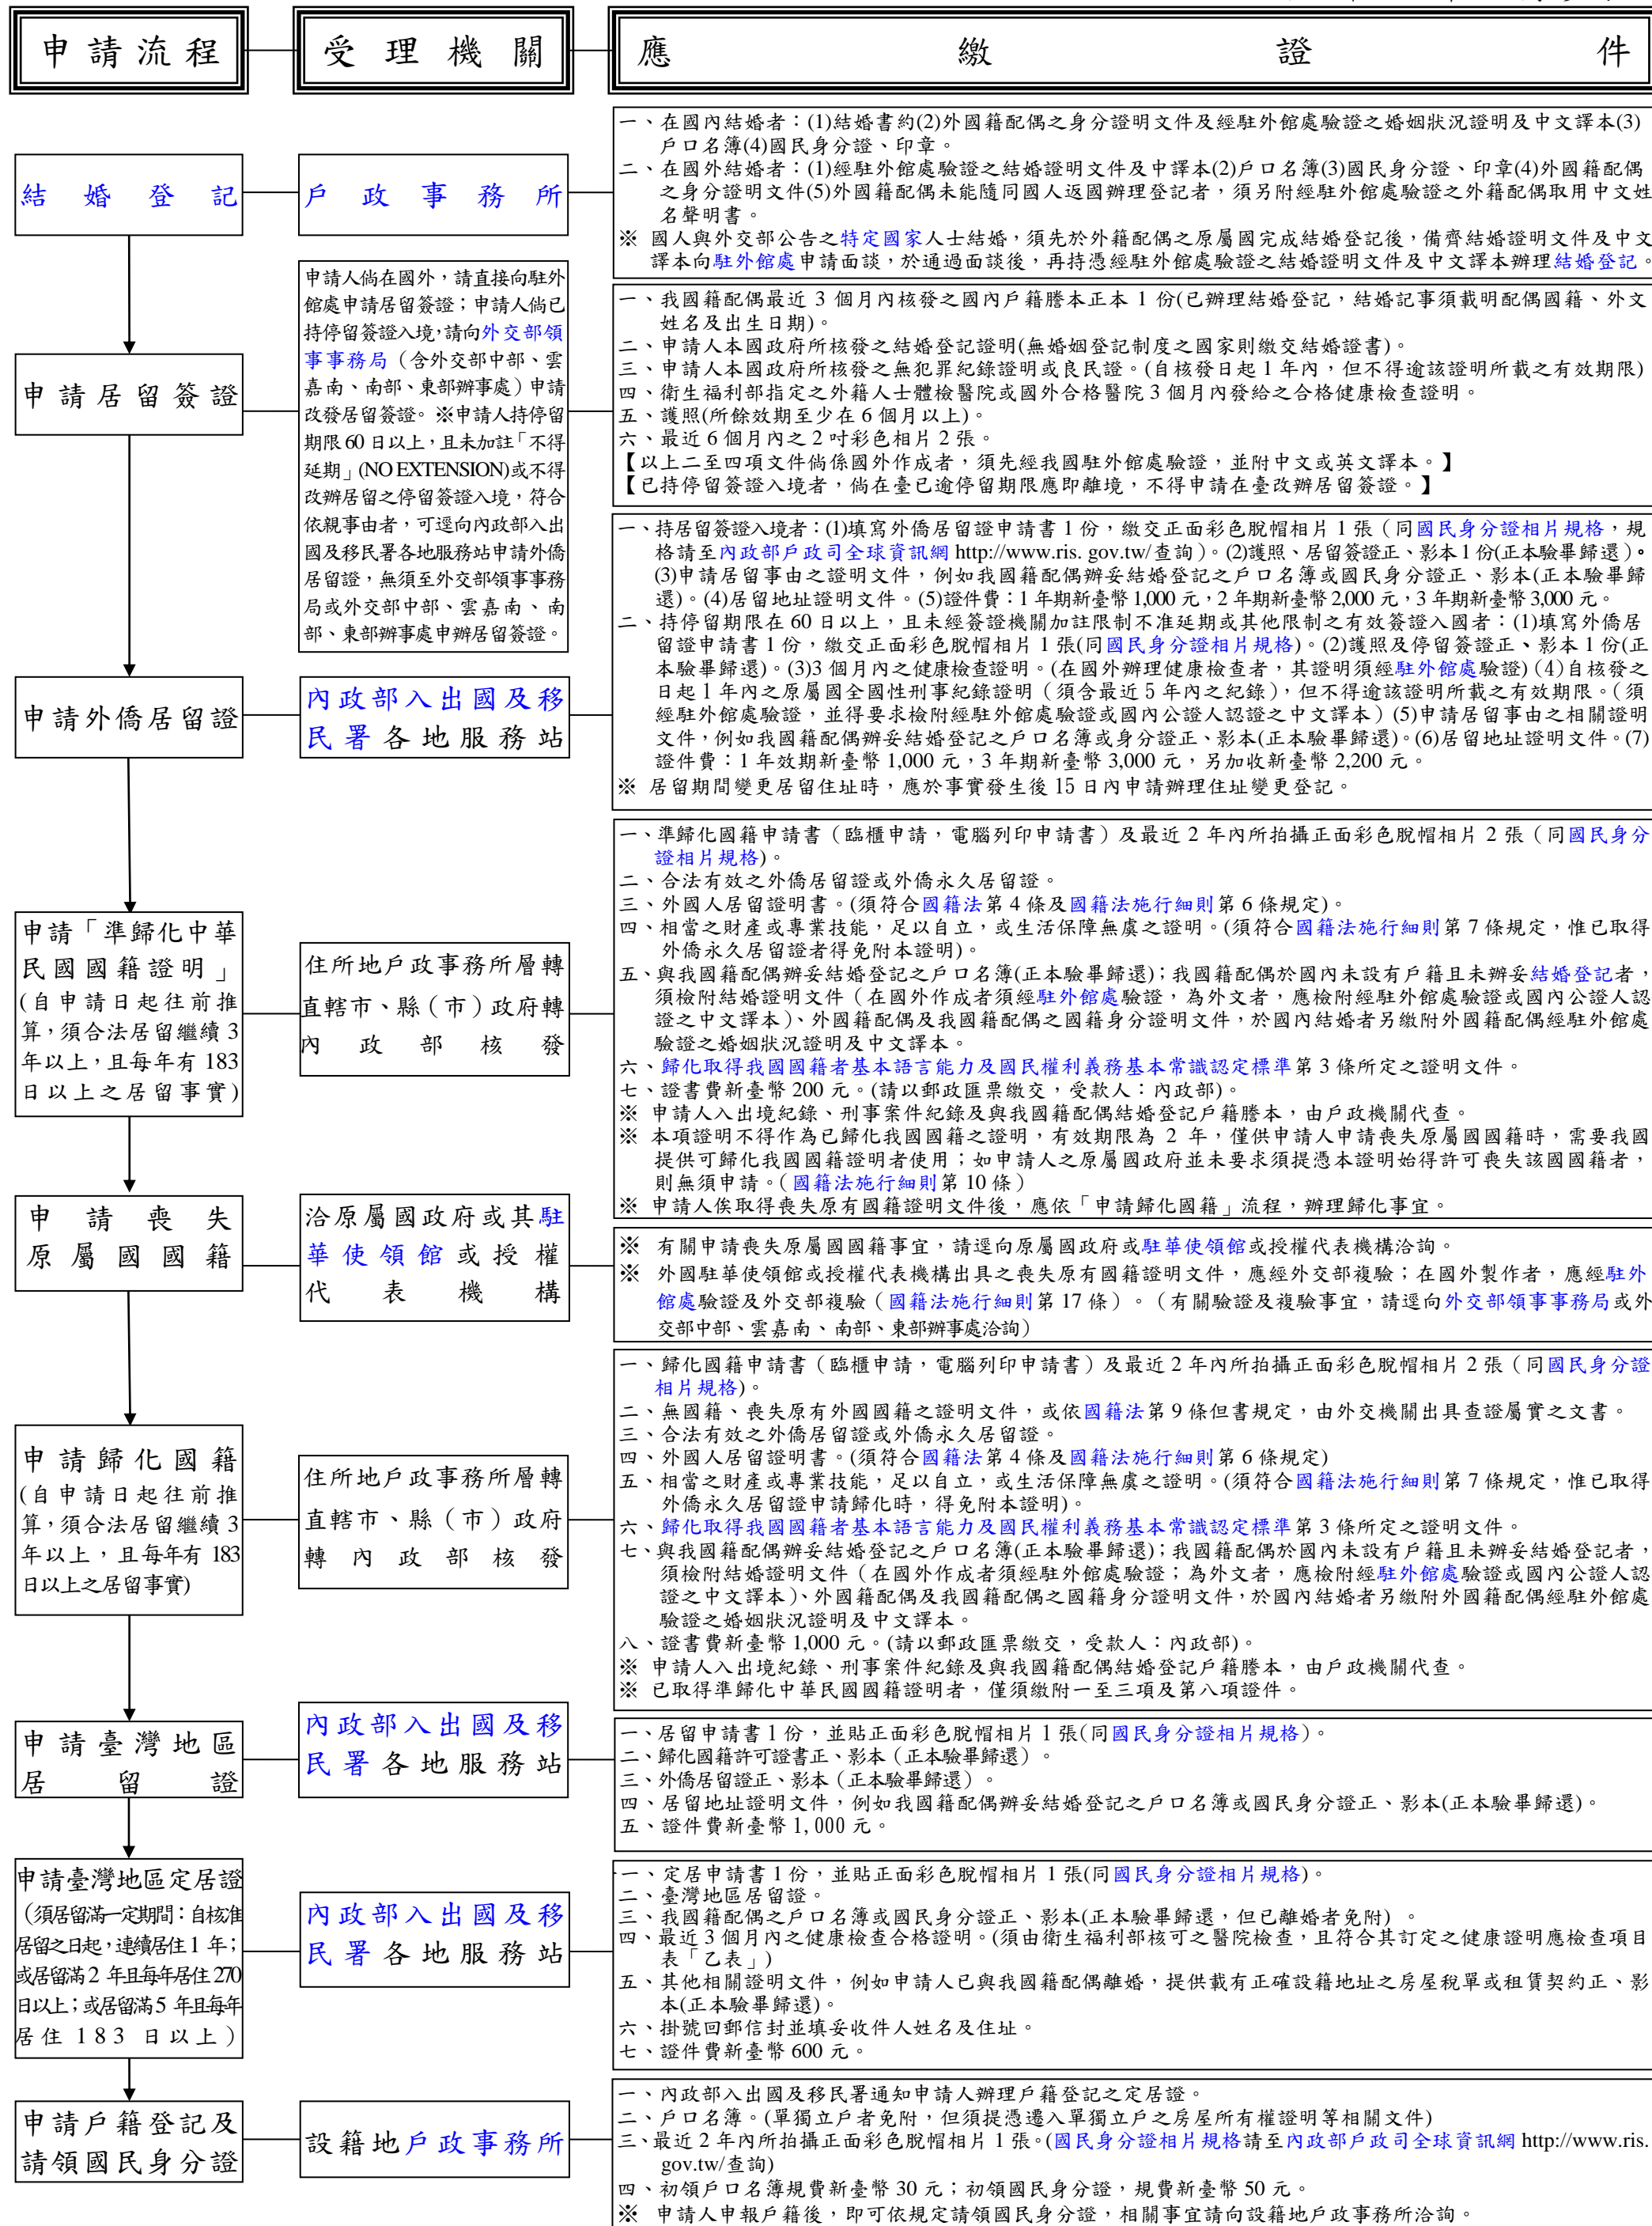 申請流程
受理機關
應繳證件
結婚登記
戶政事務所
一、在國內結婚者：(1)結婚書約(2)外國籍配偶之身分證明文件及經駐外館處驗證之婚姻狀況證明及中文譯本(3)
戶口名簿(4)國民身分證、印章。
二、在國外結婚者：(1)經駐外館處驗證之結婚證明文件及中譯本(2)戶口名簿(3)國民身分證、印章(4)外國籍配偶
之身分證明文件(5)外國籍配偶未能隨同國人返國辦理登記者，須另附經駐外館處驗證之外籍配偶取用中文姓
名聲明書。
※ 國人與外交部公告之特定國家人士結婚，須先於外籍配偶之原屬國完成結婚登記後，備齊結婚證明文件及中文
譯本向駐外館處申請面談，於通過面談後，再持憑經駐外館處驗證之結婚證明文件及中文譯本辦理結婚登記。
申請居留簽證
申請人倘在國外，請直接向駐外
館處申請居留簽證；申請人倘已
持停留簽證入境，請向外交部領
事事務局（含外交部中部、雲
嘉南、南部、東部辦事處）申請
改發居留簽證。※申請人持停留
期限 60 日以上，且未加註「不得
延期」(NO EXTENSION)或不得
改辦居留之停留簽證入境，符合
依親事由者，可逕向內政部入出
國及移民署各地服務站申請外僑
居留證，無須至外交部領事事務
局或外交部中部、雲嘉南、南
部、東部辦事處申辦居留簽證。
一、我國籍配偶最近 3 個月內核發之國內戶籍謄本正本 1 份(已辦理結婚登記，結婚記事須載明配偶國籍、外文
姓名及出生日期)。
二、申請人本國政府所核發之結婚登記證明(無婚姻登記制度之國家則繳交結婚證書)。
三、申請人本國政府所核發之無犯罪紀錄證明或良民證。(自核發日起 1 年內，但不得逾該證明所載之有效期限)
四、衛生福利部指定之外籍人士體檢醫院或國外合格醫院 3 個月內發給之合格健康檢查證明。
五、護照(所餘效期至少在 6 個月以上)。
六、最近 6 個月內之 2 吋彩色相片 2 張。
【以上二至四項文件倘係國外作成者，須先經我國駐外館處驗證，並附中文或英文譯本。】
【已持停留簽證入境者，倘在臺已逾停留期限應即離境，不得申請在臺改辦居留簽證。】
申請外僑居留證
內政部入出國及移
民署各地服務站
一、持居留簽證入境者：(1)填寫外僑居留證申請書 1 份，繳交正面彩色脫帽相片 1 張（同國民身分證相片規格，規
格請至內政部戶政司全球資訊網 http://www.ris. gov.tw/查詢）。(2)護照、居留簽證正、影本 1 份(正本驗畢歸還)。
(3)申請居留事由之證明文件，例如我國籍配偶辦妥結婚登記之戶口名簿或國民身分證正、影本(正本驗畢歸
還)。(4)居留地址證明文件。(5)證件費：1 年期新臺幣 1,000 元，2 年期新臺幣 2,000 元，3 年期新臺幣 3,000 元。
二、持停留期限在 60 日以上，且未經簽證機關加註限制不准延期或其他限制之有效簽證入國者：(1)填寫外僑居
留證申請書 1 份，繳交正面彩色脫帽相片 1 張(同國民身分證相片規格)。(2)護照及停留簽證正、影本 1 份(正
本驗畢歸還)。(3)3 個月內之健康檢查證明。(在國外辦理健康檢查者，其證明須經駐外館處驗證) (4)自核發之
日起 1 年內之原屬國全國性刑事紀錄證明（須含最近 5 年內之紀錄），但不得逾該證明所載之有效期限。(須
經駐外館處驗證，並得要求檢附經駐外館處驗證或國內公證人認證之中文譯本）(5)申請居留事由之相關證明
文件，例如我國籍配偶辦妥結婚登記之戶口名簿或身分證正、影本(正本驗畢歸還)。(6)居留地址證明文件。(7)
證件費：1 年效期新臺幣 1,000 元，3 年期新臺幣 3,000 元，另加收新臺幣 2,200 元。
※ 居留期間變更居留住址時，應於事實發生後 15 日內申請辦理住址變更登記。
申請「準歸化中華
民國國籍證明」
(自申請日起往前推
算，須合法居留繼續 3
年以上，且每年有 183
日以上之居留事實)
住所地戶政事務所層轉
直轄市、縣（市）政府轉
內政部核發
一、準歸化國籍申請書（臨櫃申請，電腦列印申請書）及最近 2 年內所拍攝正面彩色脫帽相片 2 張（同國民身分
證相片規格)。
二、合法有效之外僑居留證或外僑永久居留證。
三、外國人居留證明書。(須符合國籍法第 4 條及國籍法施行細則第 6 條規定)。
四、相當之財產或專業技能，足以自立，或生活保障無虞之證明。(須符合國籍法施行細則第 7 條規定，惟已取得
外僑永久居留證者得免附本證明)。
五、與我國籍配偶辦妥結婚登記之戶口名簿(正本驗畢歸還)；我國籍配偶於國內未設有戶籍且未辦妥結婚登記者，
須檢附結婚證明文件（在國外作成者須經駐外館處驗證，為外文者，應檢附經駐外館處驗證或國內公證人認
證之中文譯本)、外國籍配偶及我國籍配偶之國籍身分證明文件，於國內結婚者另繳附外國籍配偶經駐外館處
驗證之婚姻狀況證明及中文譯本。
六、歸化取得我國國籍者基本語言能力及國民權利義務基本常識認定標準第 3 條所定之證明文件。
七、證書費新臺幣 200 元。(請以郵政匯票繳交，受款人：內政部)。
※ 申請人入出境紀錄、刑事案件紀錄及與我國籍配偶結婚登記戶籍謄本，由戶政機關代查。
※ 本項證明不得作為已歸化我國國籍之證明，有效期限為 2 年，僅供申請人申請喪失原屬國國籍時，需要我國
提供可歸化我國國籍證明者使用；如申請人之原屬國政府並未要求須提憑本證明始得許可喪失該國國籍者，
則無須申請。(國籍法施行細則第 10 條）
※ 申請人俟取得喪失原有國籍證明文件後，應依「申請歸化國籍」流程，辦理歸化事宜。
申請喪失
原屬國國籍
洽原屬國政府或其駐
華使領館或授權
代表機構
※ 有關申請喪失原屬國國籍事宜，請逕向原屬國政府或駐華使領館或授權代表機構洽詢。
※ 外國駐華使領館或授權代表機構出具之喪失原有國籍證明文件，應經外交部複驗；在國外製作者，應經駐外
館處驗證及外交部複驗（國籍法施行細則第 17 條）。（有關驗證及複驗事宜，請逕向外交部領事事務局或外
交部中部、雲嘉南、南部、東部辦事處洽詢）
申請歸化國籍
(自申請日起往前推
算，須合法居留繼續 3
年以上，且每年有 183
日以上之居留事實)
住所地戶政事務所層轉
直轄市、縣（市）政府
轉內政部核發
一、歸化國籍申請書（臨櫃申請，電腦列印申請書）及最近 2 年內所拍攝正面彩色脫帽相片 2 張（同國民身分證
相片規格)。
二、無國籍、喪失原有外國國籍之證明文件，或依國籍法第 9 條但書規定，由外交機關出具查證屬實之文書。
三、合法有效之外僑居留證或外僑永久居留證。
四、外國人居留證明書。(須符合國籍法第 4 條及國籍法施行細則第 6 條規定)
五、相當之財產或專業技能，足以自立，或生活保障無虞之證明。(須符合國籍法施行細則第 7 條規定，惟已取得
外僑永久居留證申請歸化時，得免附本證明)。
六、歸化取得我國國籍者基本語言能力及國民權利義務基本常識認定標準第 3 條所定之證明文件。
七、與我國籍配偶辦妥結婚登記之戶口名簿(正本驗畢歸還)；我國籍配偶於國內未設有戶籍且未辦妥結婚登記者，
須檢附結婚證明文件（在國外作成者須經駐外館處驗證；為外文者，應檢附經駐外館處驗證或國內公證人認
證之中文譯本)、外國籍配偶及我國籍配偶之國籍身分證明文件，於國內結婚者另繳附外國籍配偶經駐外館處
驗證之婚姻狀況證明及中文譯本。
八、證書費新臺幣 1,000 元。(請以郵政匯票繳交，受款人：內政部)。
※ 申請人入出境紀錄、刑事案件紀錄及與我國籍配偶結婚登記戶籍謄本，由戶政機關代查。
※ 已取得準歸化中華民國國籍證明者，僅須繳附一至三項及第八項證件。
申請臺灣地區
居留證
內政部入出國及移
民署各地服務站
一、居留申請書 1 份，並貼正面彩色脫帽相片 1 張(同國民身分證相片規格)。
二、歸化國籍許可證書正、影本（正本驗畢歸還）。
三、外僑居留證正、影本（正本驗畢歸還）。
四、居留地址證明文件，例如我國籍配偶辦妥結婚登記之戶口名簿或國民身分證正、影本(正本驗畢歸還)。
五、證件費新臺幣 1,000 元。
申請臺灣地區定居證
（須居留滿一定期間：自核准
居留之日起，連續居住 1 年；
或居留滿 2 年且每年居住 270
日以上；或居留滿 5 年且每年
居住 183 日以上）
內政部入出國及移
民署各地服務站
一、定居申請書 1 份，並貼正面彩色脫帽相片 1 張(同國民身分證相片規格)。
二、臺灣地區居留證。
三、我國籍配偶之戶口名簿或國民身分證正、影本(正本驗畢歸還，但已離婚者免附) 。
四、最近 3 個月內之健康檢查合格證明。(須由衛生福利部核可之醫院檢查，且符合其訂定之健康證明應檢查項目
表「乙表」)
五、其他相關證明文件，例如申請人已與我國籍配偶離婚，提供載有正確設籍地址之房屋稅單或租賃契約正、影
本(正本驗畢歸還)。
六、掛號回郵信封並填妥收件人姓名及住址。
七、證件費新臺幣 600 元。
申請戶籍登記及
請領國民身分證
設籍地戶政事務所
一、內政部入出國及移民署通知申請人辦理戶籍登記之定居證。
二、戶口名簿。(單獨立戶者免附，但須提憑遷入單獨立戶之房屋所有權證明等相關文件)
三、最近 2 年內所拍攝正面彩色脫帽相片 1 張。(國民身分證相片規格請至內政部戶政司全球資訊網 http://www.ris.
gov.tw/查詢)
四、初領戶口名簿規費新臺幣 30 元；初領國民身分證，規費新臺幣 50 元。
※ 申請人申報戶籍後，即可依規定請領國民身分證，相關事宜請向設籍地戶政事務所洽詢。